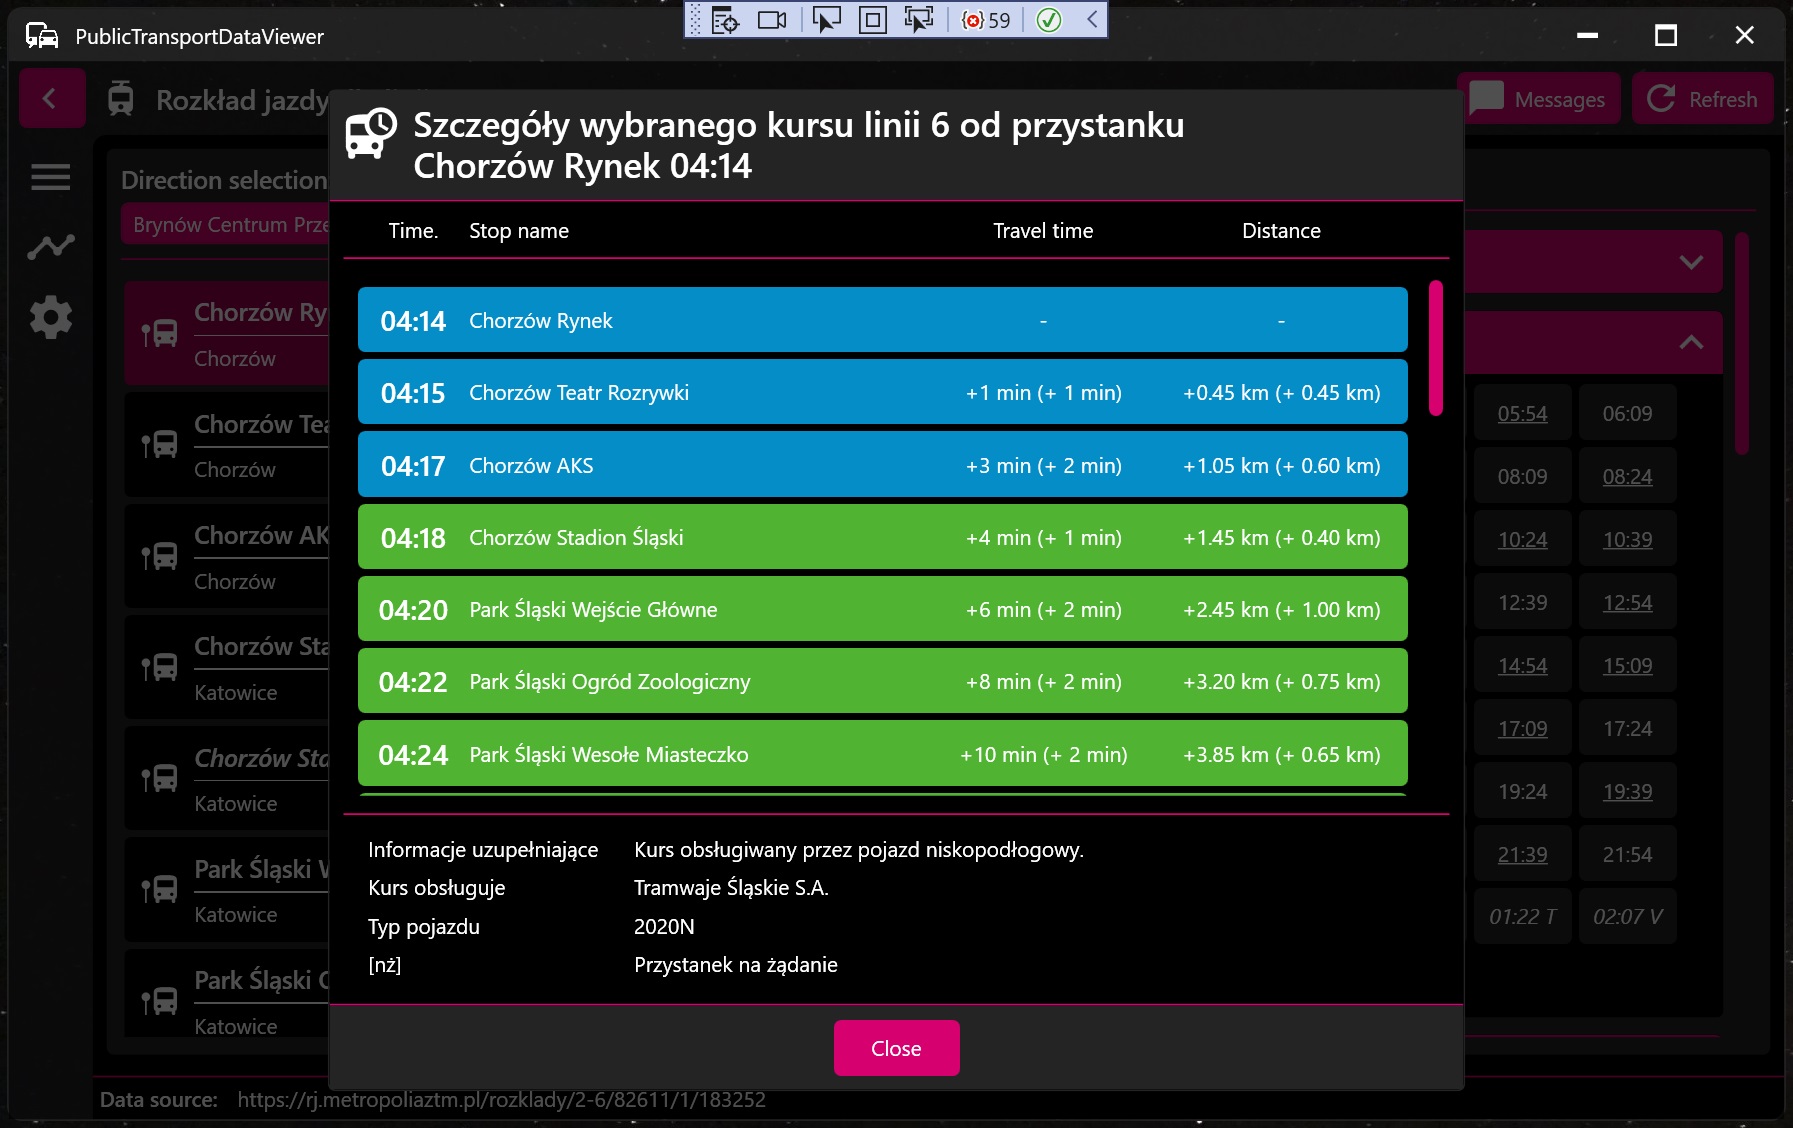 59
PublicTransportDataViewer
Rozkład jazdy
Messages
Refresh
Direction selection
Brynów Centrum Prze
Chorzów Ry
Chorzów
Chorzów Tea
Chorzów
Chorzów AK
Chorzów
Chorzów Sta
Katowice
Chorzów Sta
Katowice
Park Śląski W
Katowice
Park Śląski O
Katowice
Szczegóły wybranego kursu linii 6 od przystanku
Chorzów Rynek 04:14
Time. Stop name Travel time Distance
04:14 Chorzów Rynek - -
04:15 Chorzów Teatr Rozrywki +1 min (+ 1 min) +0.45 km (+ 0.45 km)
04:17 Chorzów AKS +3 min (+ 2 min) +1.05 km (+ 0.60 km)
04:18 Chorzów Stadion Śląski +4 min (+ 1 min) +1.45 km (+ 0.40 km)
04:20 Park Śląski Wejście Główne +6 min (+ 2 min) +2.45 km (+ 1.00 km)
04:22 Park Śląski Ogród Zoologiczny +8 min (+ 2 min) +3.20 km (+ 0.75 km)
04:24 Park Śląski Wesołe Miasteczko +10 min (+ 2 min) +3.85 km (+ 0.65 km)
Informacje uzupełniające Kurs obsługiwany przez pojazd niskopodłogowy.
Kurs obsługuje Tramwaje Śląskie S.A.
Typ pojazdu 2020N
[nż] Przystanek na żądanie
Close
05:54 06:09
08:09 08:24
10:24 10:39
12:39 12:54
14:54 15:09
17:09 17:24
19:24 19:39
21:39 21:54
01:22 T 02:07 V
Data source: https://rj.metropoliaztm.pl/rozklady/2-6/82611/1/183252